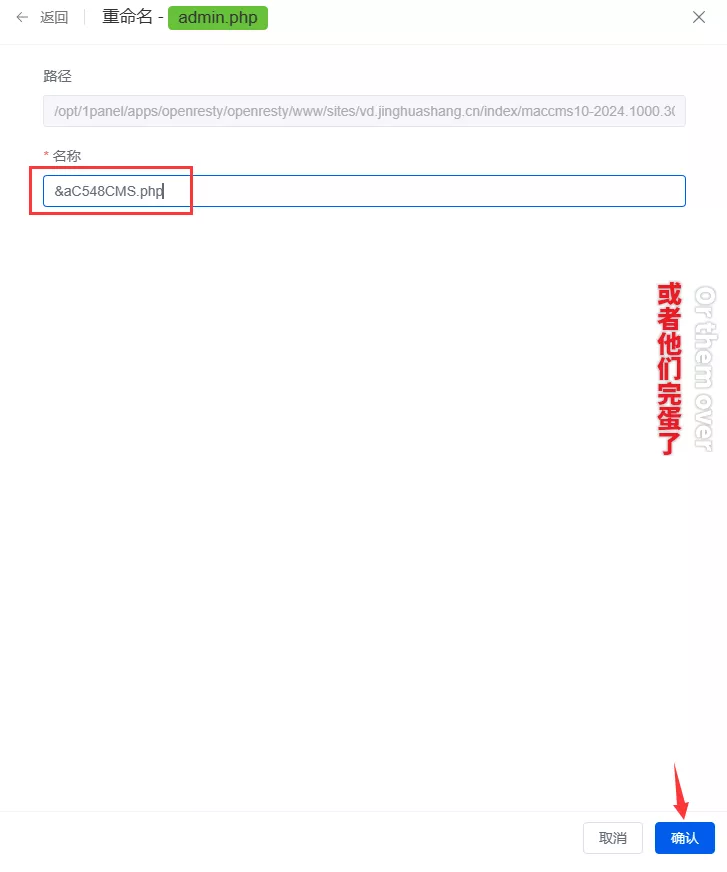 返回 重命名 - admin.php
路径
/opt/1panel/apps/openresty/openresty/www/sites/vd.jinghuashang.cn/index/maccms10-2024.1000.30
* 名称
&aC548CMS.php
或者他们完蛋了
Or them over
取消 确认